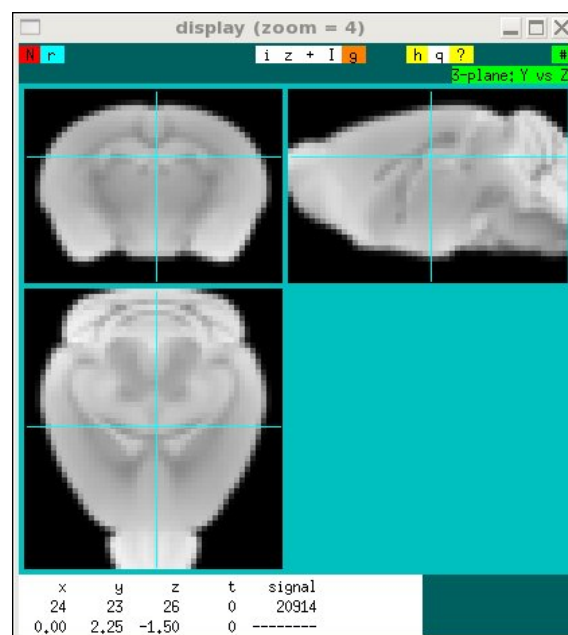 display (zoom = 4)
N r i z + I g h q ? #
3-plane; Y vs Z
x y z t signal
24 23 26 0 20914
0.00 2.25 -1.50 0 --------